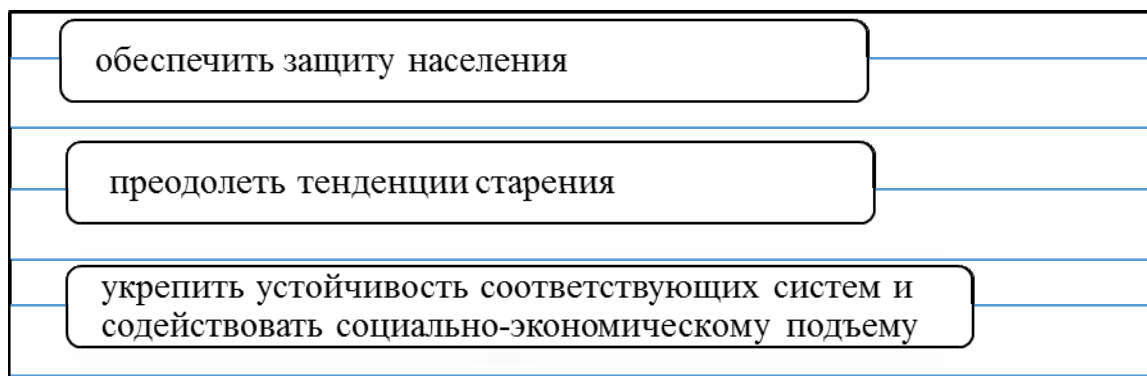 обеспечить защиту населения
преодолеть тенденции старения
укрепить устойчивость соответствующих систем и
содействовать социально-экономическому подъему